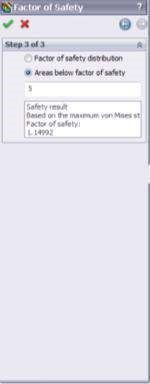 Factor of Safety ?
Step 3 of 3
Factor of safety distribution
Areas below factor of safety
5
Safety result
Based on the maximum von Mises st
Factor of safety:
1.14992